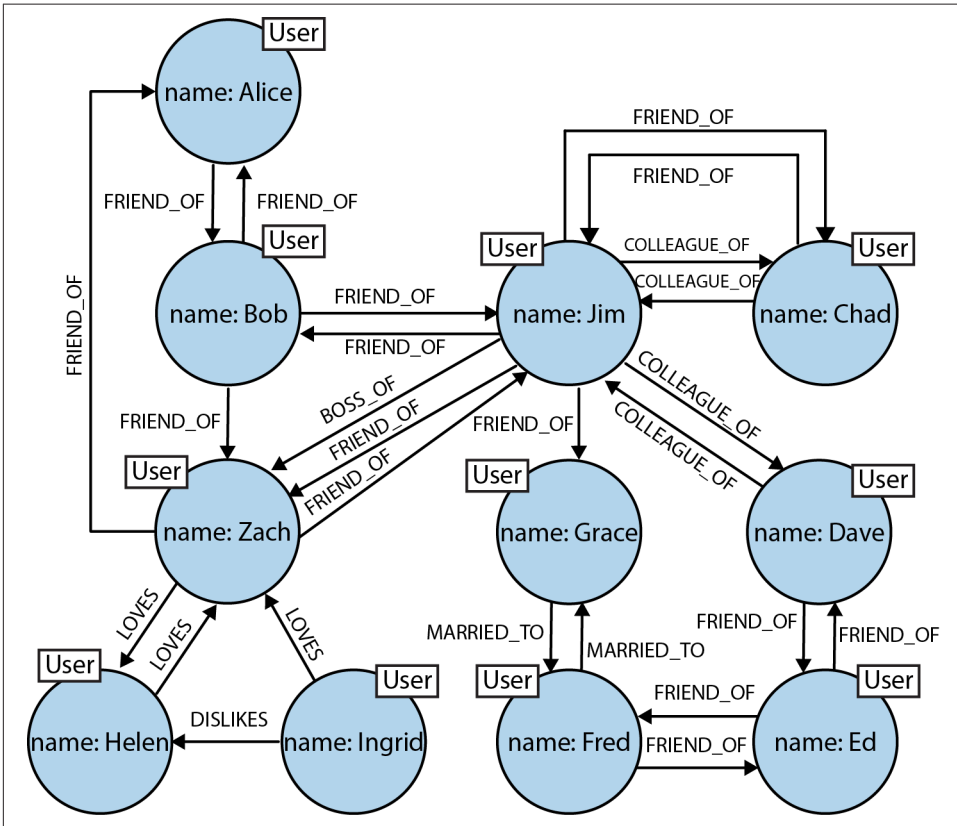 User
name: Alice
FRIEND_OF
FRIEND_OF
FRIEND_OF
FRIEND_OF
FRIEND_OF
User
name: Bob
User
name: Jim
User
name: Chad
COLLEAGUE_OF
COLLEAGUE_OF
FRIEND_OF
FRIEND_OF
FRIEND_OF
BOSS_OF
FRIEND_OF
FRIEND_OF
FRIEND_OF
COLLEAGUE_OF
COLLEAGUE_OF
User
name: Zach
User
name: Grace
User
name: Dave
LOVES
LOVES
LOVES
MARRIED_TO
MARRIED_TO
FRIEND_OF
FRIEND_OF
User
name: Helen
DISLIKES
User
name: Ingrid
User
name: Fred
FRIEND_OF
FRIEND_OF
User
name: Ed